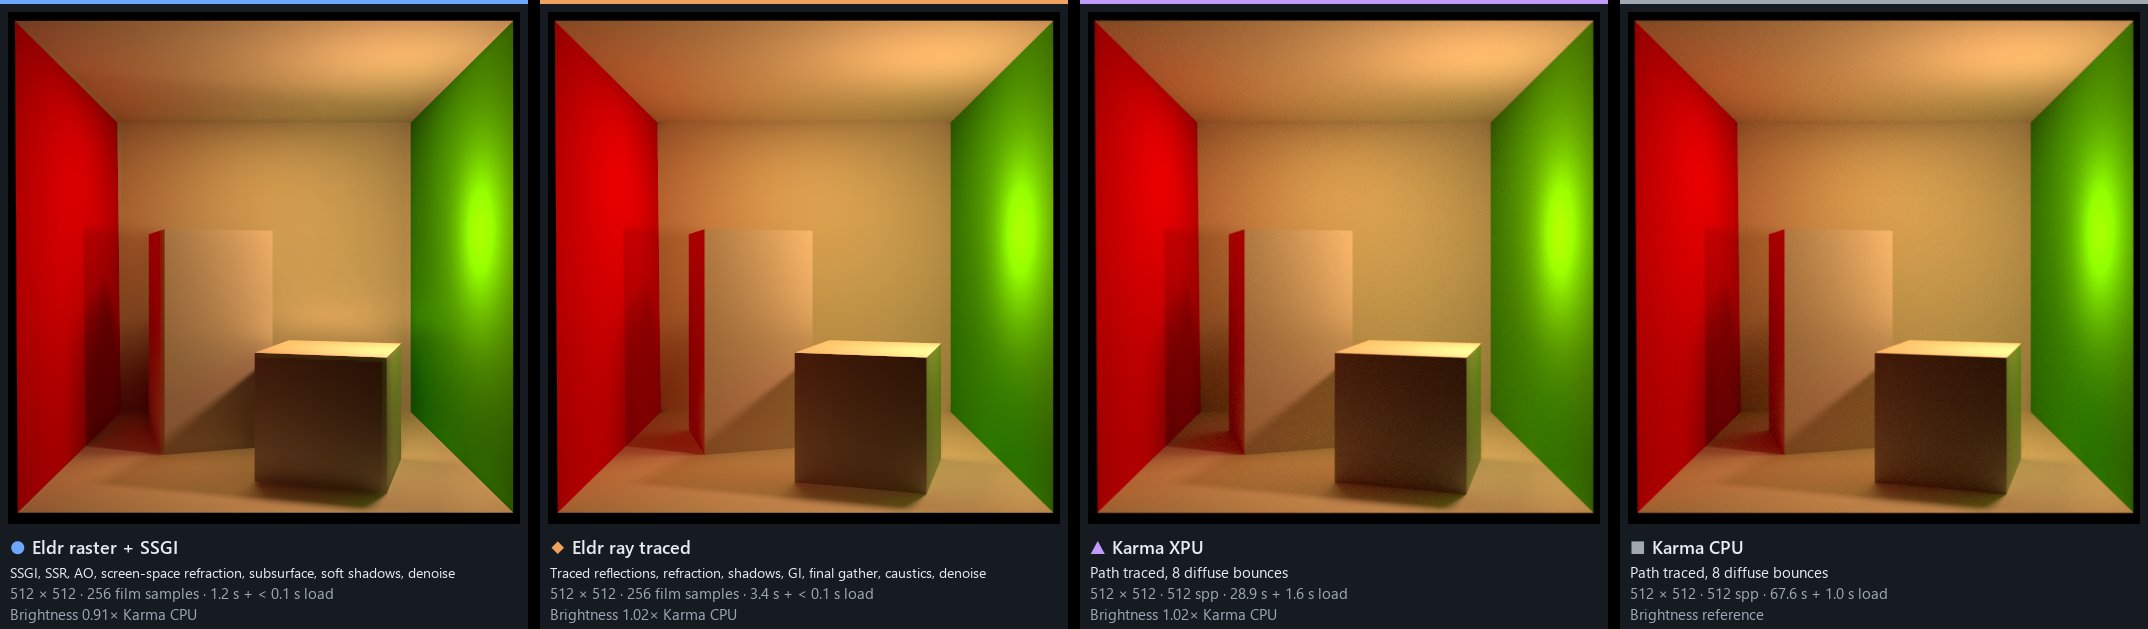 Eldr raster + SSGI
SSGI, SSR, AO, screen-space refraction, subsurface, soft shadows, denoise
512 × 512 · 256 film samples · 1.2 s + < 0.1 s load
Brightness 0.91× Karma CPU
Eldr ray traced
Traced reflections, refraction, shadows, GI, final gather, caustics, denoise
512 × 512 · 256 film samples · 3.4 s + < 0.1 s load
Brightness 1.02× Karma CPU
Karma XPU
Path traced, 8 diffuse bounces
512 × 512 · 512 spp · 28.9 s + 1.6 s load
Brightness 1.02× Karma CPU
Karma CPU
Path traced, 8 diffuse bounces
512 × 512 · 512 spp · 67.6 s + 1.0 s load
Brightness reference